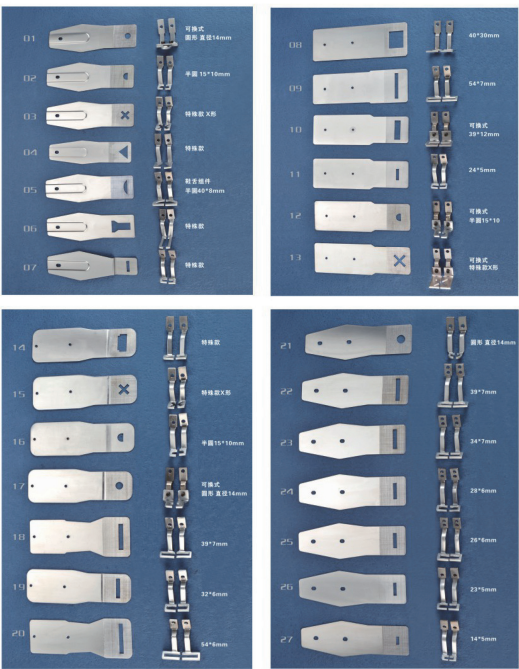 01
可換式
圓形 直徑14mm
02
半圓 15*10mm
03
特殊款 X形
04
特殊款
05
鞋舌组件
半圓40*8mm
06
特殊款
07
特殊款
08
40*30mm
09
54*7mm
10
可換式
39*12mm
11
24*5mm
12
可換式
半圓15*10
13
可換式
特殊款X形
14
特殊款
15
特殊款X形
16
半圓15*10mm
17
可換式
圓形 直徑14mm
18
39*7mm
19
32*6mm
20
54*6mm
21
圓形 直徑14mm
22
39*7mm
23
34*7mm
24
28*6mm
25
28*6mm
26
23*5mm
27
14*5mm